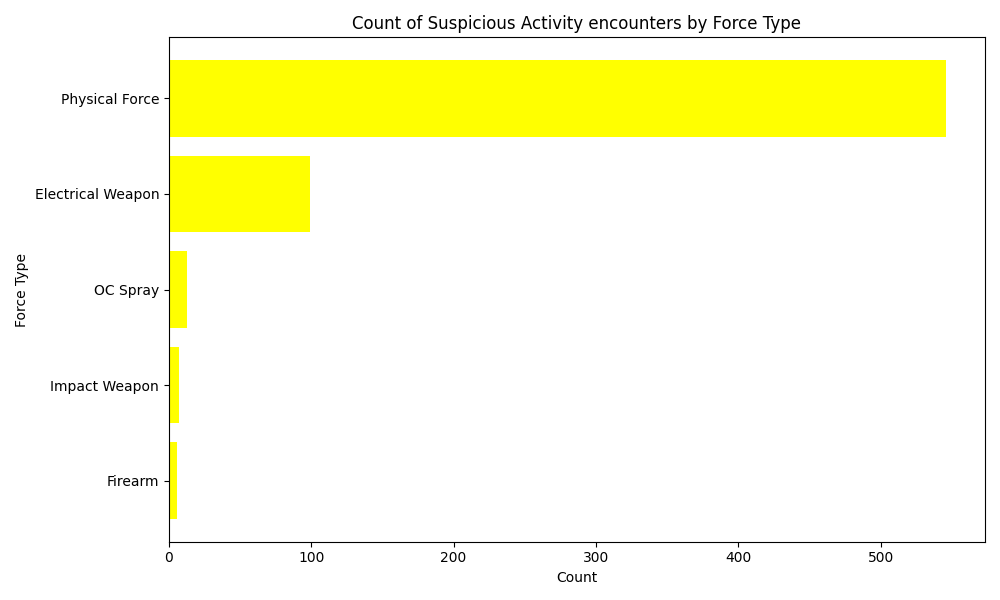 Count of Suspicious Activity encounters by Force Type
Physical Force
Electrical Weapon
OC Spray
Impact Weapon
Firearm
Force Type
0 100 200 300 400 500
Count